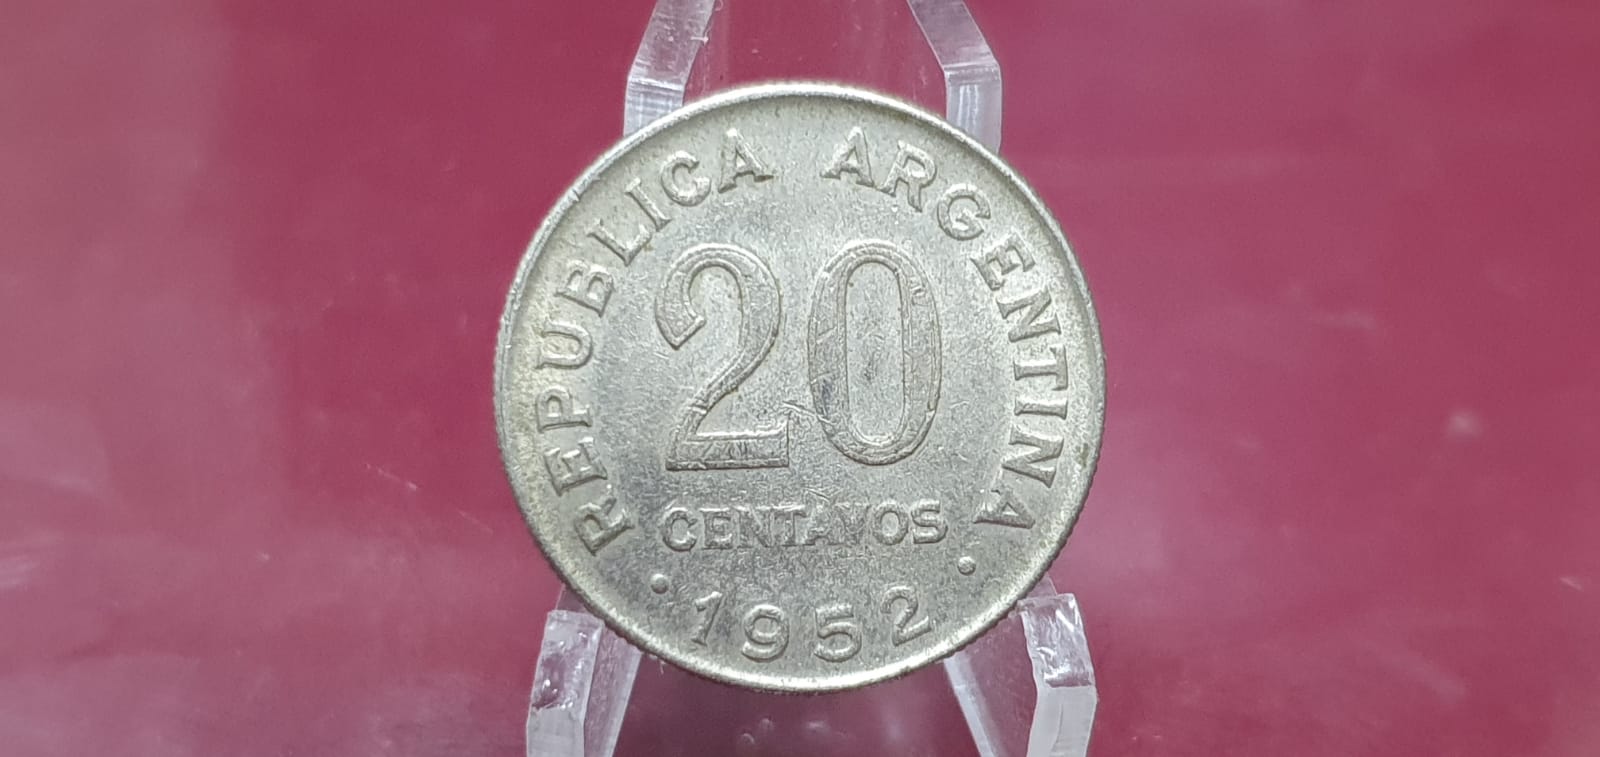 REPUBLICA ARGENTINA
20
CENTAVOS
• 1952 •